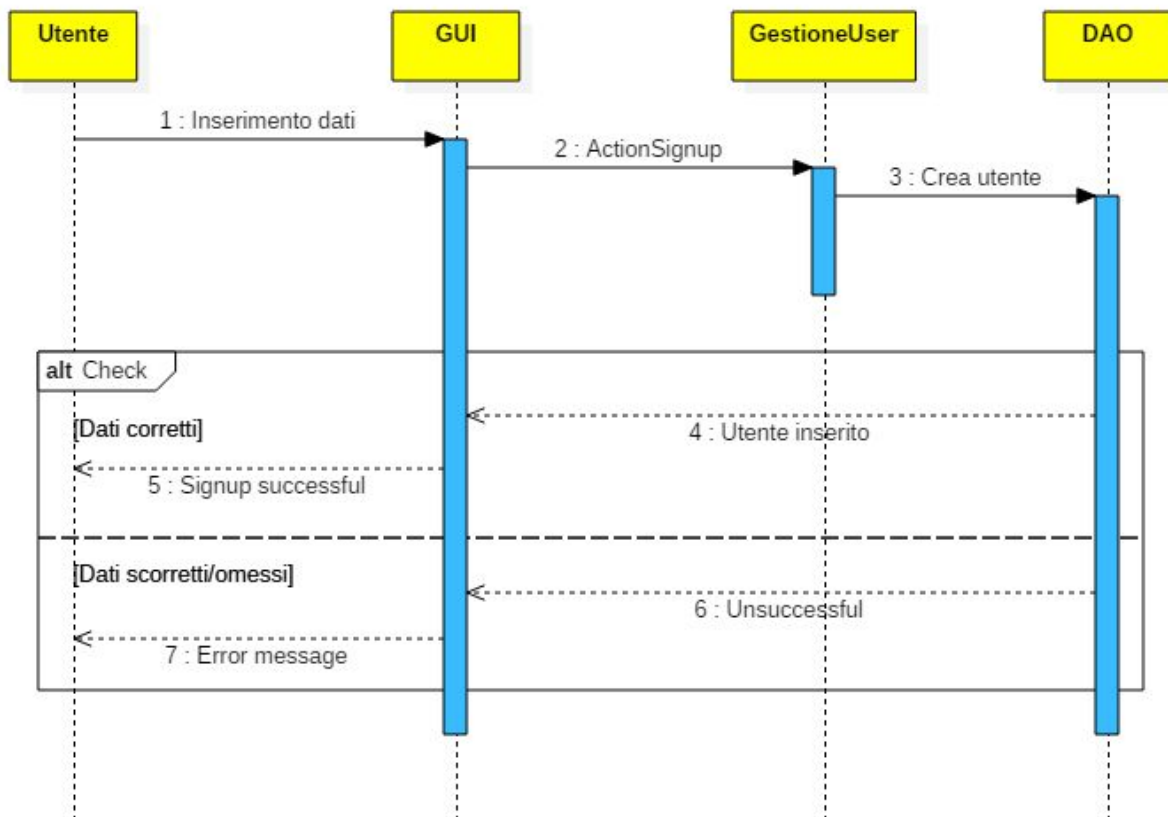 Utente
GUI
GestioneUser
DAO
1 : Inserimento dati
2 : ActionSignup
3 : Crea utente
alt Check
[Dati corretti]
4 : Utente inserito
5 : Signup successful
[Dati scorretti/omessi]
6 : Unsuccessful
7 : Error message